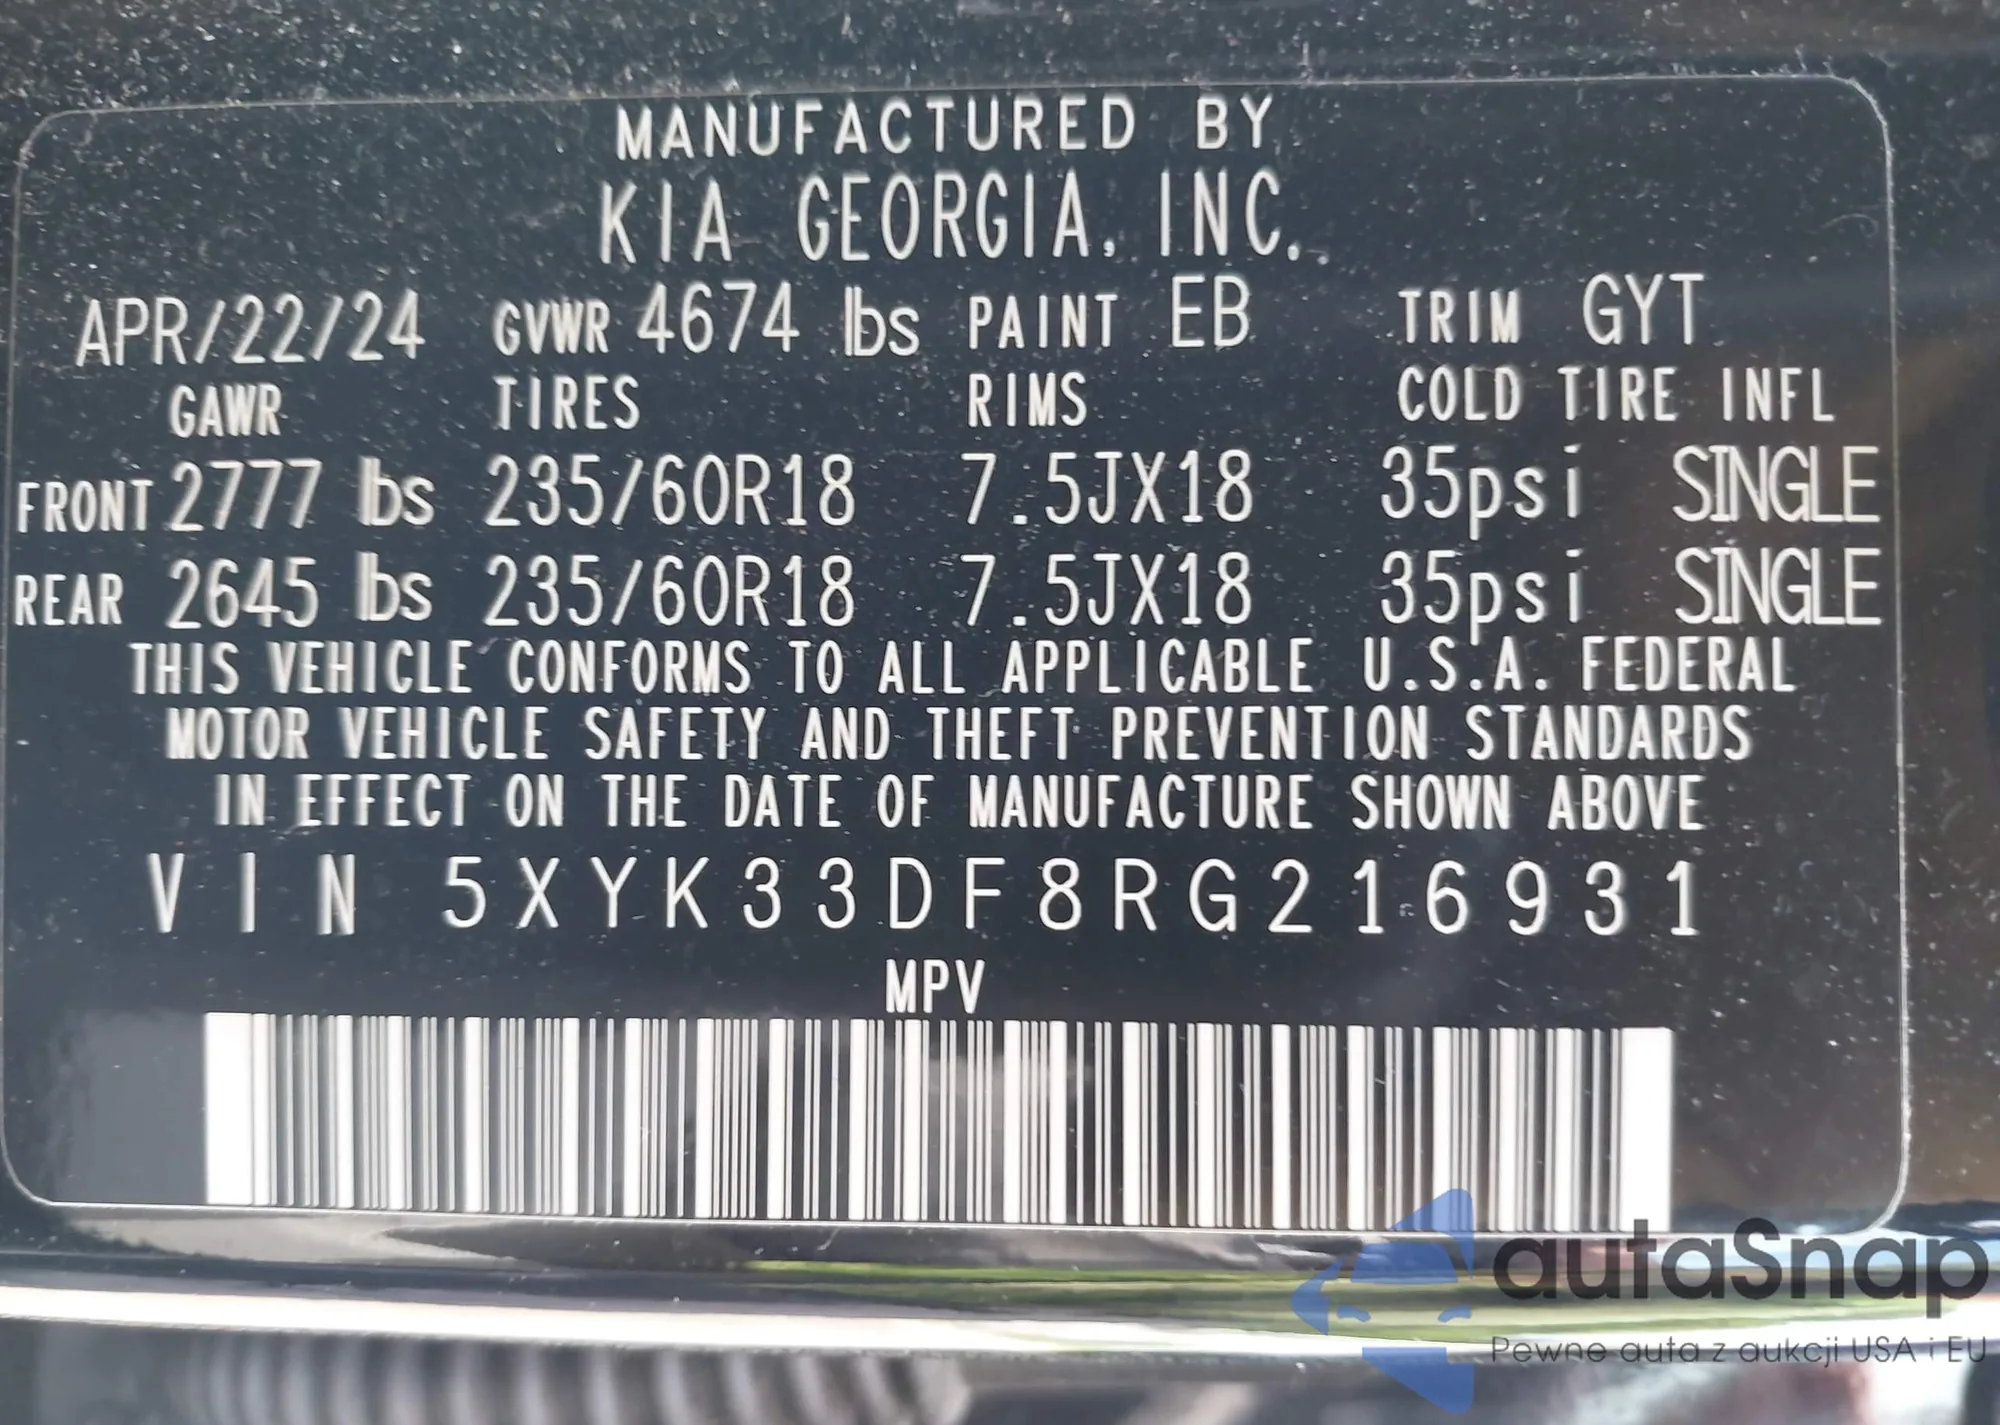 MANUFACTURED BY
KIA GEORGIA, INC.
APR/22/24 GVWR 4674 lbs PAINT EB TRIM GYT
GAWR TIRES RIMS COLD TIRE INFL
FRONT 2777 lbs 235/60R18 7.5JX18 35psi SINGLE
REAR 2645 lbs 235/60R18 7.5JX18 35psi SINGLE
THIS VEHICLE CONFORMS TO ALL APPLICABLE U.S.A. FEDERAL
MOTOR VEHICLE SAFETY AND THEFT PREVENTION STANDARDS
IN EFFECT ON THE DATE OF MANUFACTURE SHOWN ABOVE
VIN 5XYK33DF8RG216931
MPV
autaSnap
Pewne auta z aukcji USA i EU